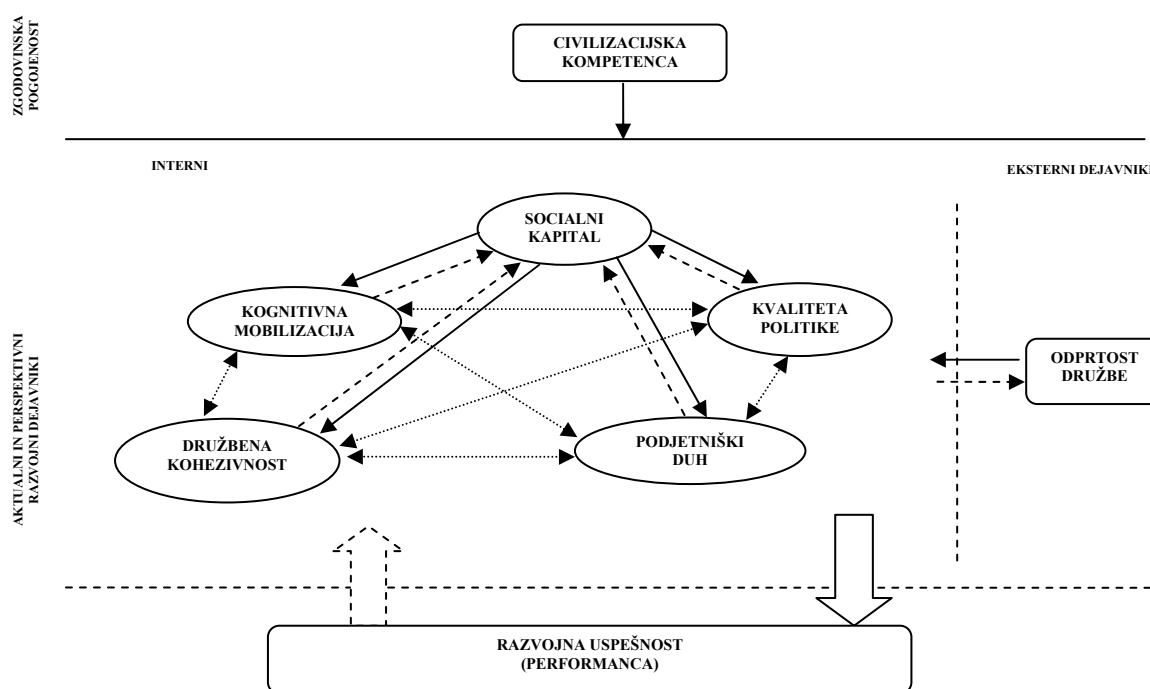 ZGODOVINSKA
POGOJENOST
CIVILIZACIJSKA
KOMPETENCA
INTERNI
EKSTERNI DEJAVNIKI
SOCIALNI
KAPITAL
KOGNITIVNA
MOBILIZACIJA
KVALITETA
POLITIKE
ODPRTOST
DRUŽBE
AKTUALNI IN PERSPEKTIVNI
RAZVOJNI DEJAVNIKI
DRUŽBENA
KOHEZIVNOST
PODJETNIŠKI
DUH
RAZVOJNA USPEŠNOST
(PERFORMANCA)